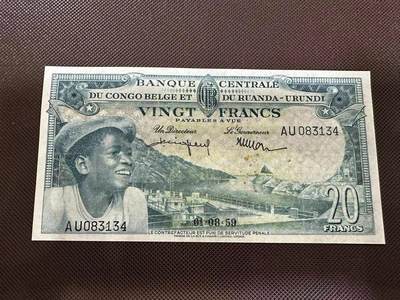 BANQUE CENTRALE
DU CONGO BELGE ET DU RUANDA-URUNDI
VINGT FRANCS
PAYABLES A VUE
Un Directeur Le Gouverneur
AU083134
AU083134
01-08-59
20
FRANCS
LE CONTREFACTEUR EST PUNI DE SERVITUDE PENALE